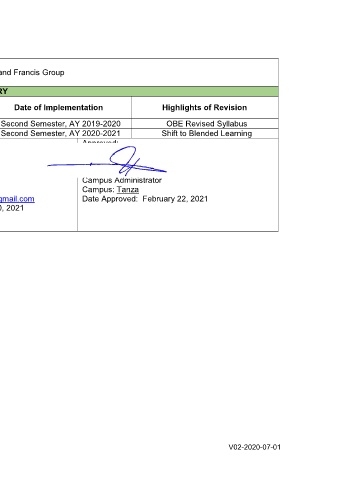 and Francis Group
RY
Date of Implementation Highlights of Revision
Second Semester, AY 2019-2020 OBE Revised Syllabus
Second Semester, AY 2020-2021 Shift to Blended Learning
Approved:
Campus Administrator
Campus: Tanza
gmail.com Date Approved: February 22, 2021
0, 2021
V02-2020-07-01